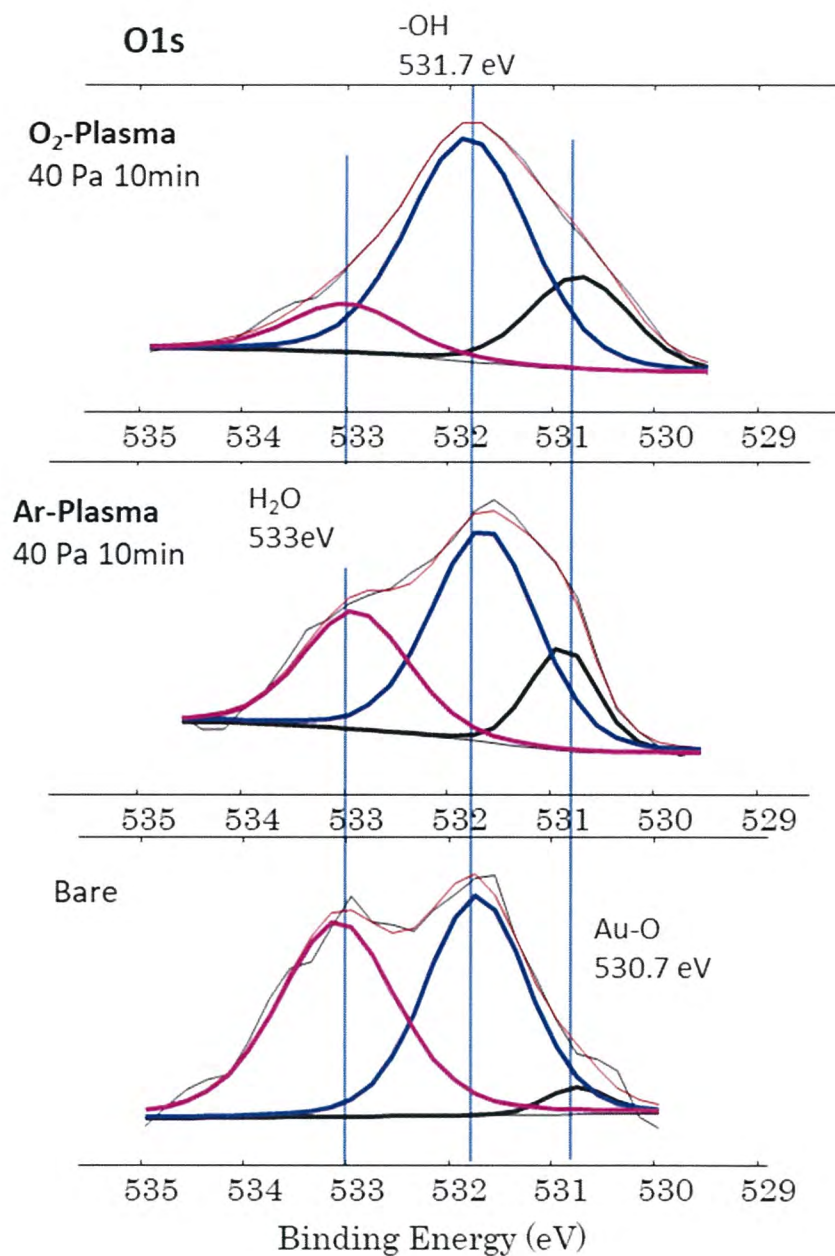 O1s
-OH
531.7 eV
O₂-Plasma
40 Pa 10min
535 534 533 532 531 530 529
Ar-Plasma
40 Pa 10min
H₂O
533eV
535 534 533 532 531 530 529
Bare
Au-O
530.7 eV
535 534 533 532 531 530 529
Binding Energy (eV)